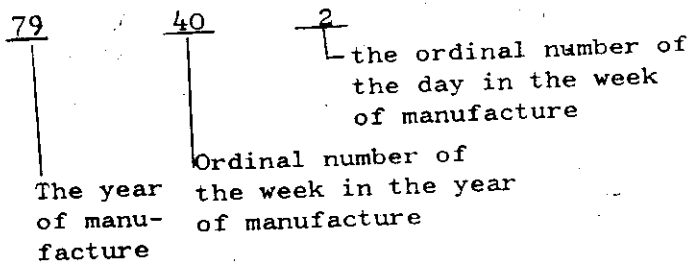 79 40 2
the ordinal number of
the day in the week
of manufacture
Ordinal number of
the week in the year
of manufacture
The year
of manu-
facture